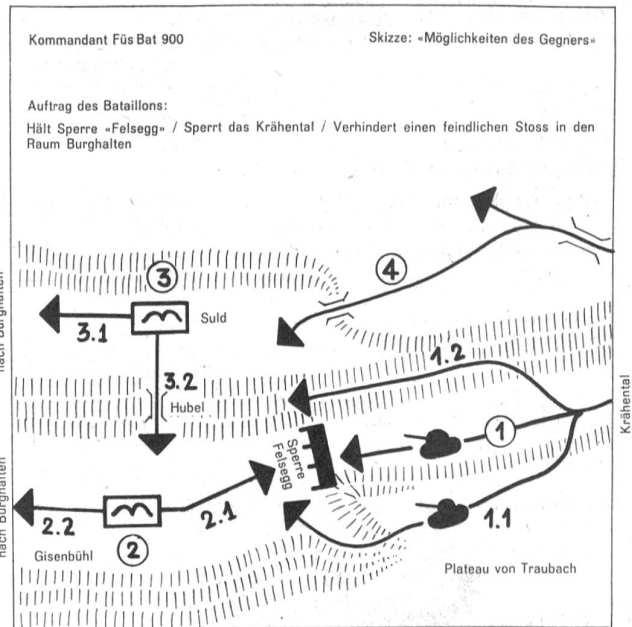 Kommandant Füs Bat 900
Skizze: «Möglichkeiten des Gegners»
Auftrag des Bataillons:
Hält Sperre «Felsegg» / Sperrt das Krähental / Verhindert einen feindlichen Stoss in den
Raum Burghalten
3
4
Suld
3.1
nach Burghalten
1.2
3.2
Hubel
Krähental
1
Sperre
Felsegg
nach Burghalten
2.2
2.1
1.1
Gisenbühl
2
Plateau von Traubach